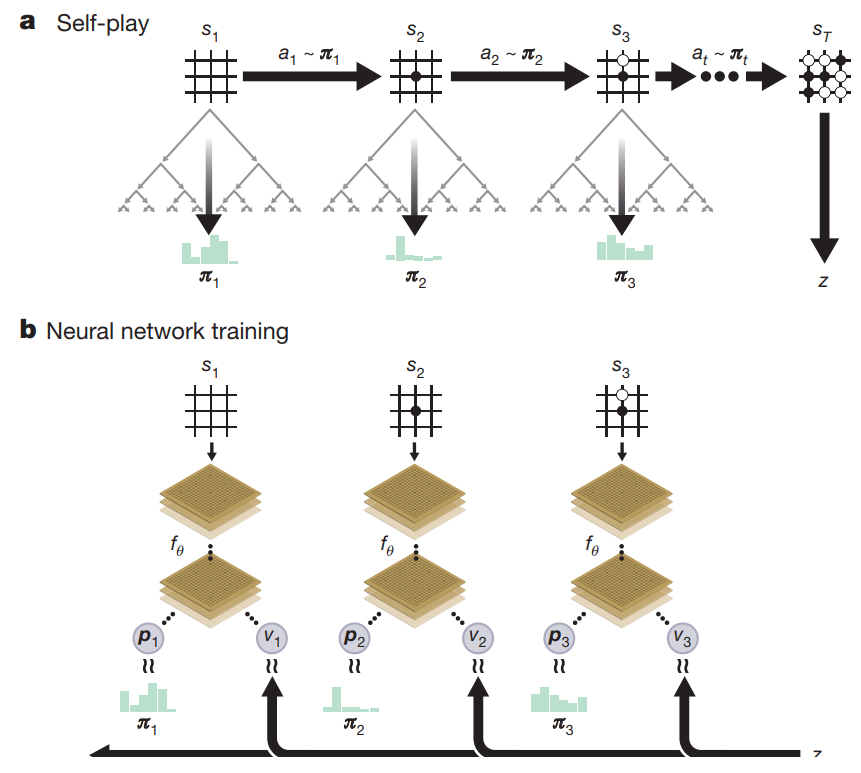 a Self-play
s1 s2 s3 sT
a1 ~ π1 a2 ~ π2 at ~ πt
π1 π2 π3 z
b Neural network training
s1 s2 s3
fθ fθ fθ
p1 v1 p2 v2 p3 v3
≈ ≈ ≈ ≈ ≈ ≈
π1 π2 π3
z